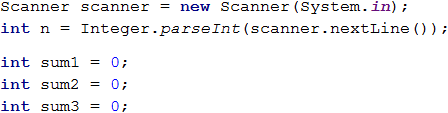 Scanner scanner = new Scanner(System.in);
int n = Integer.parseInt(scanner.nextLine());
int sum1 = 0;
int sum2 = 0;
int sum3 = 0;